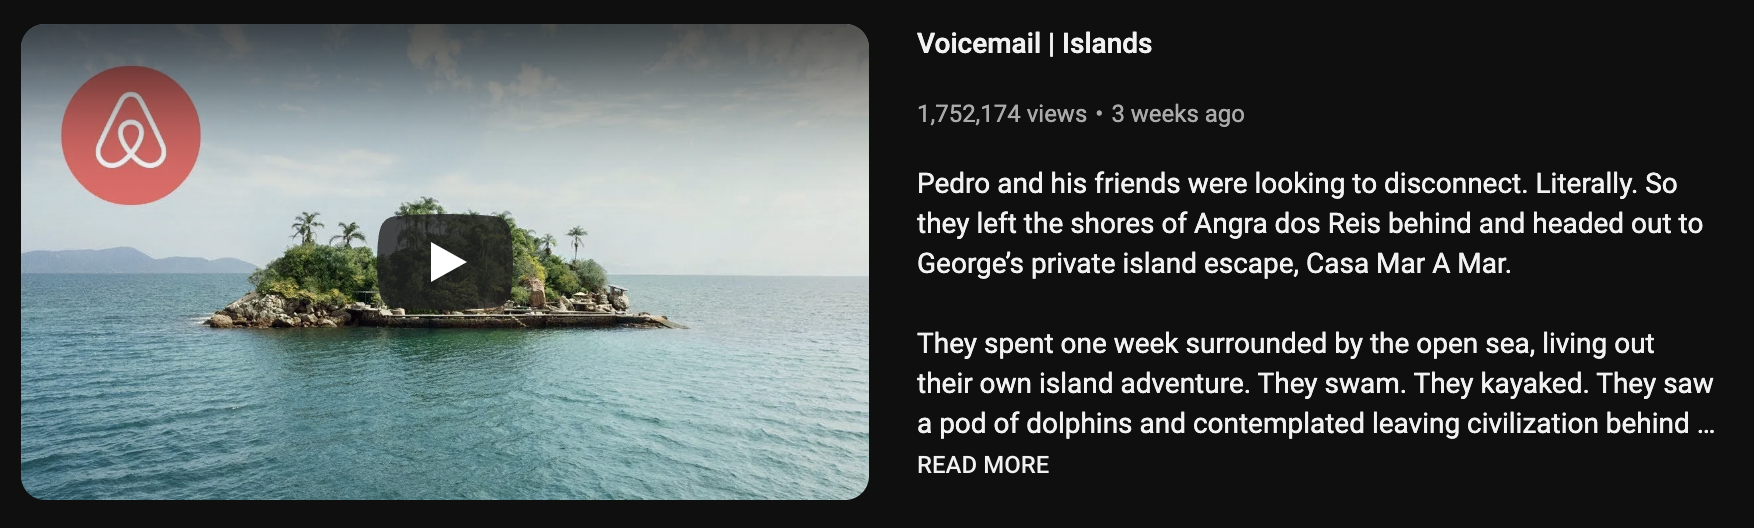 Voicemail | Islands
1,752,174 views • 3 weeks ago
Pedro and his friends were looking to disconnect. Literally. So
they left the shores of Angra dos Reis behind and headed out to
George’s private island escape, Casa Mar A Mar.
They spent one week surrounded by the open sea, living out
their own island adventure. They swam. They kayaked. They saw
a pod of dolphins and contemplated leaving civilization behind ...
READ MORE